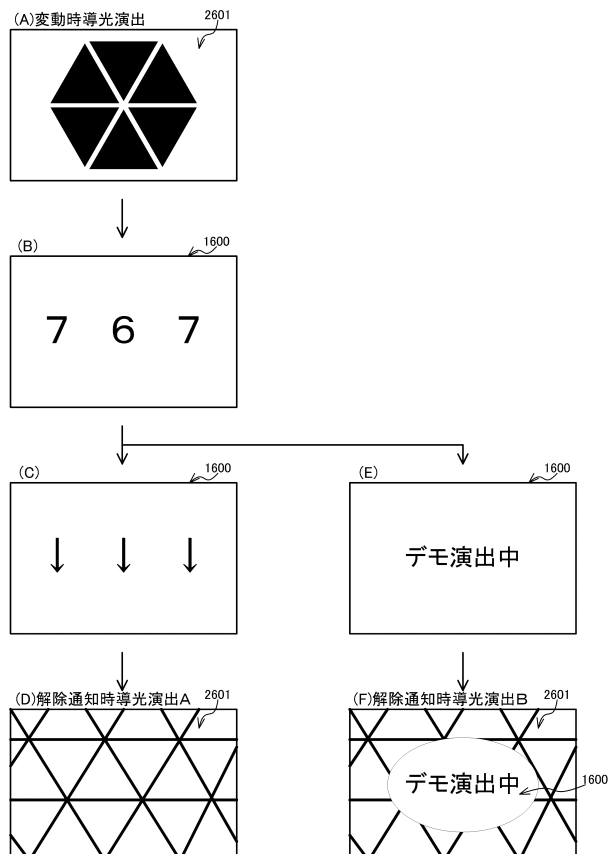 (A)変動時導光演出
2601
(B)
1600
7 6 7
(C)
1600
(E)
1600
↓ ↓ ↓
デモ演出中
(D)解除通知時導光演出A
2601
(F)解除通知時導光演出B
2601
デモ演出中
1600